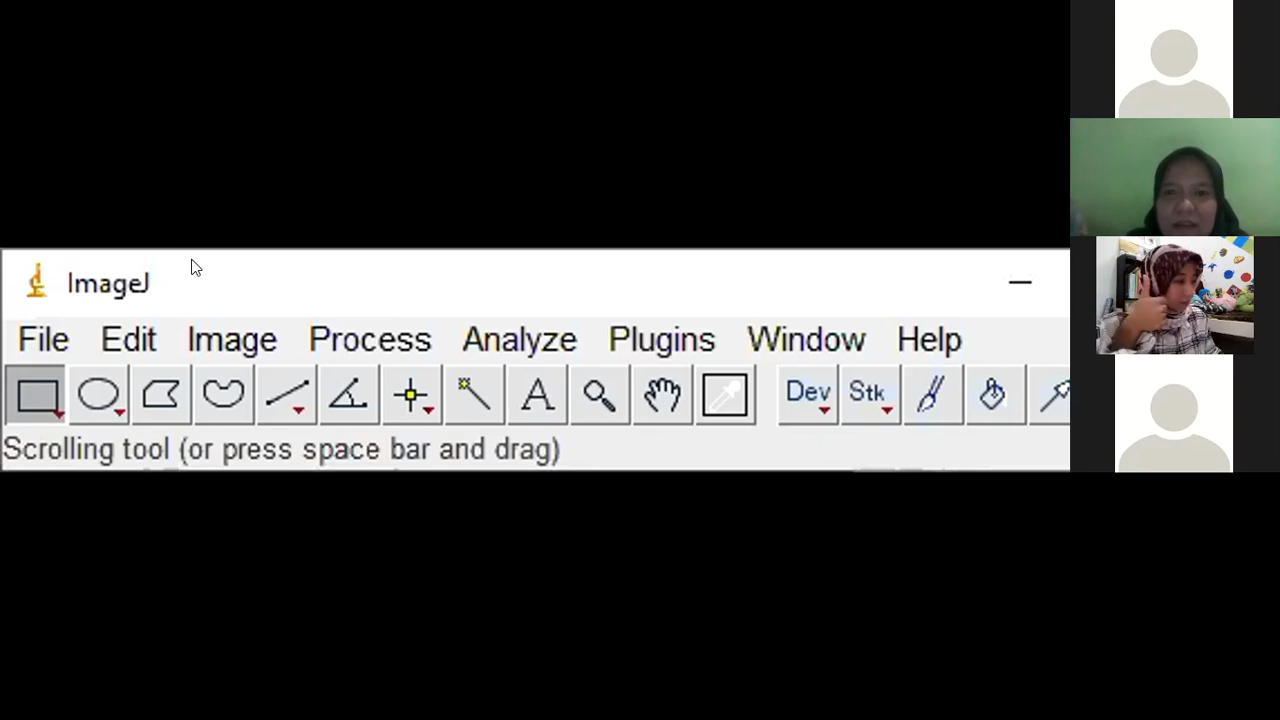 ImageJ
File Edit Image Process Analyze Plugins Window Help
A Dev Stk
Scrolling tool (or press space bar and drag)